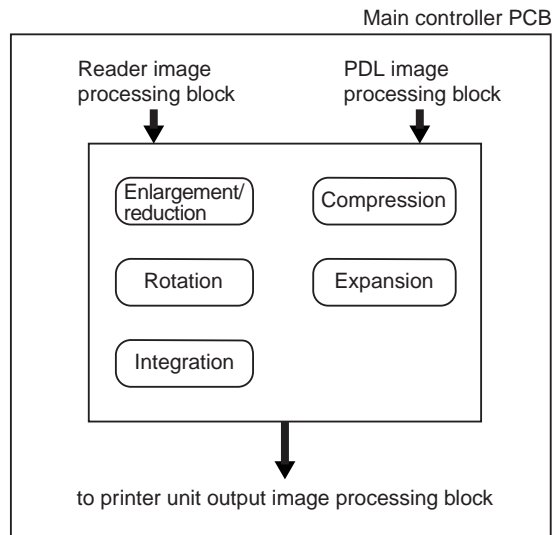 Main controller PCB
Reader image
processing block
PDL image
processing block
Enlargement/
reduction
Compression
Rotation
Expansion
Integration
to printer unit output image processing block